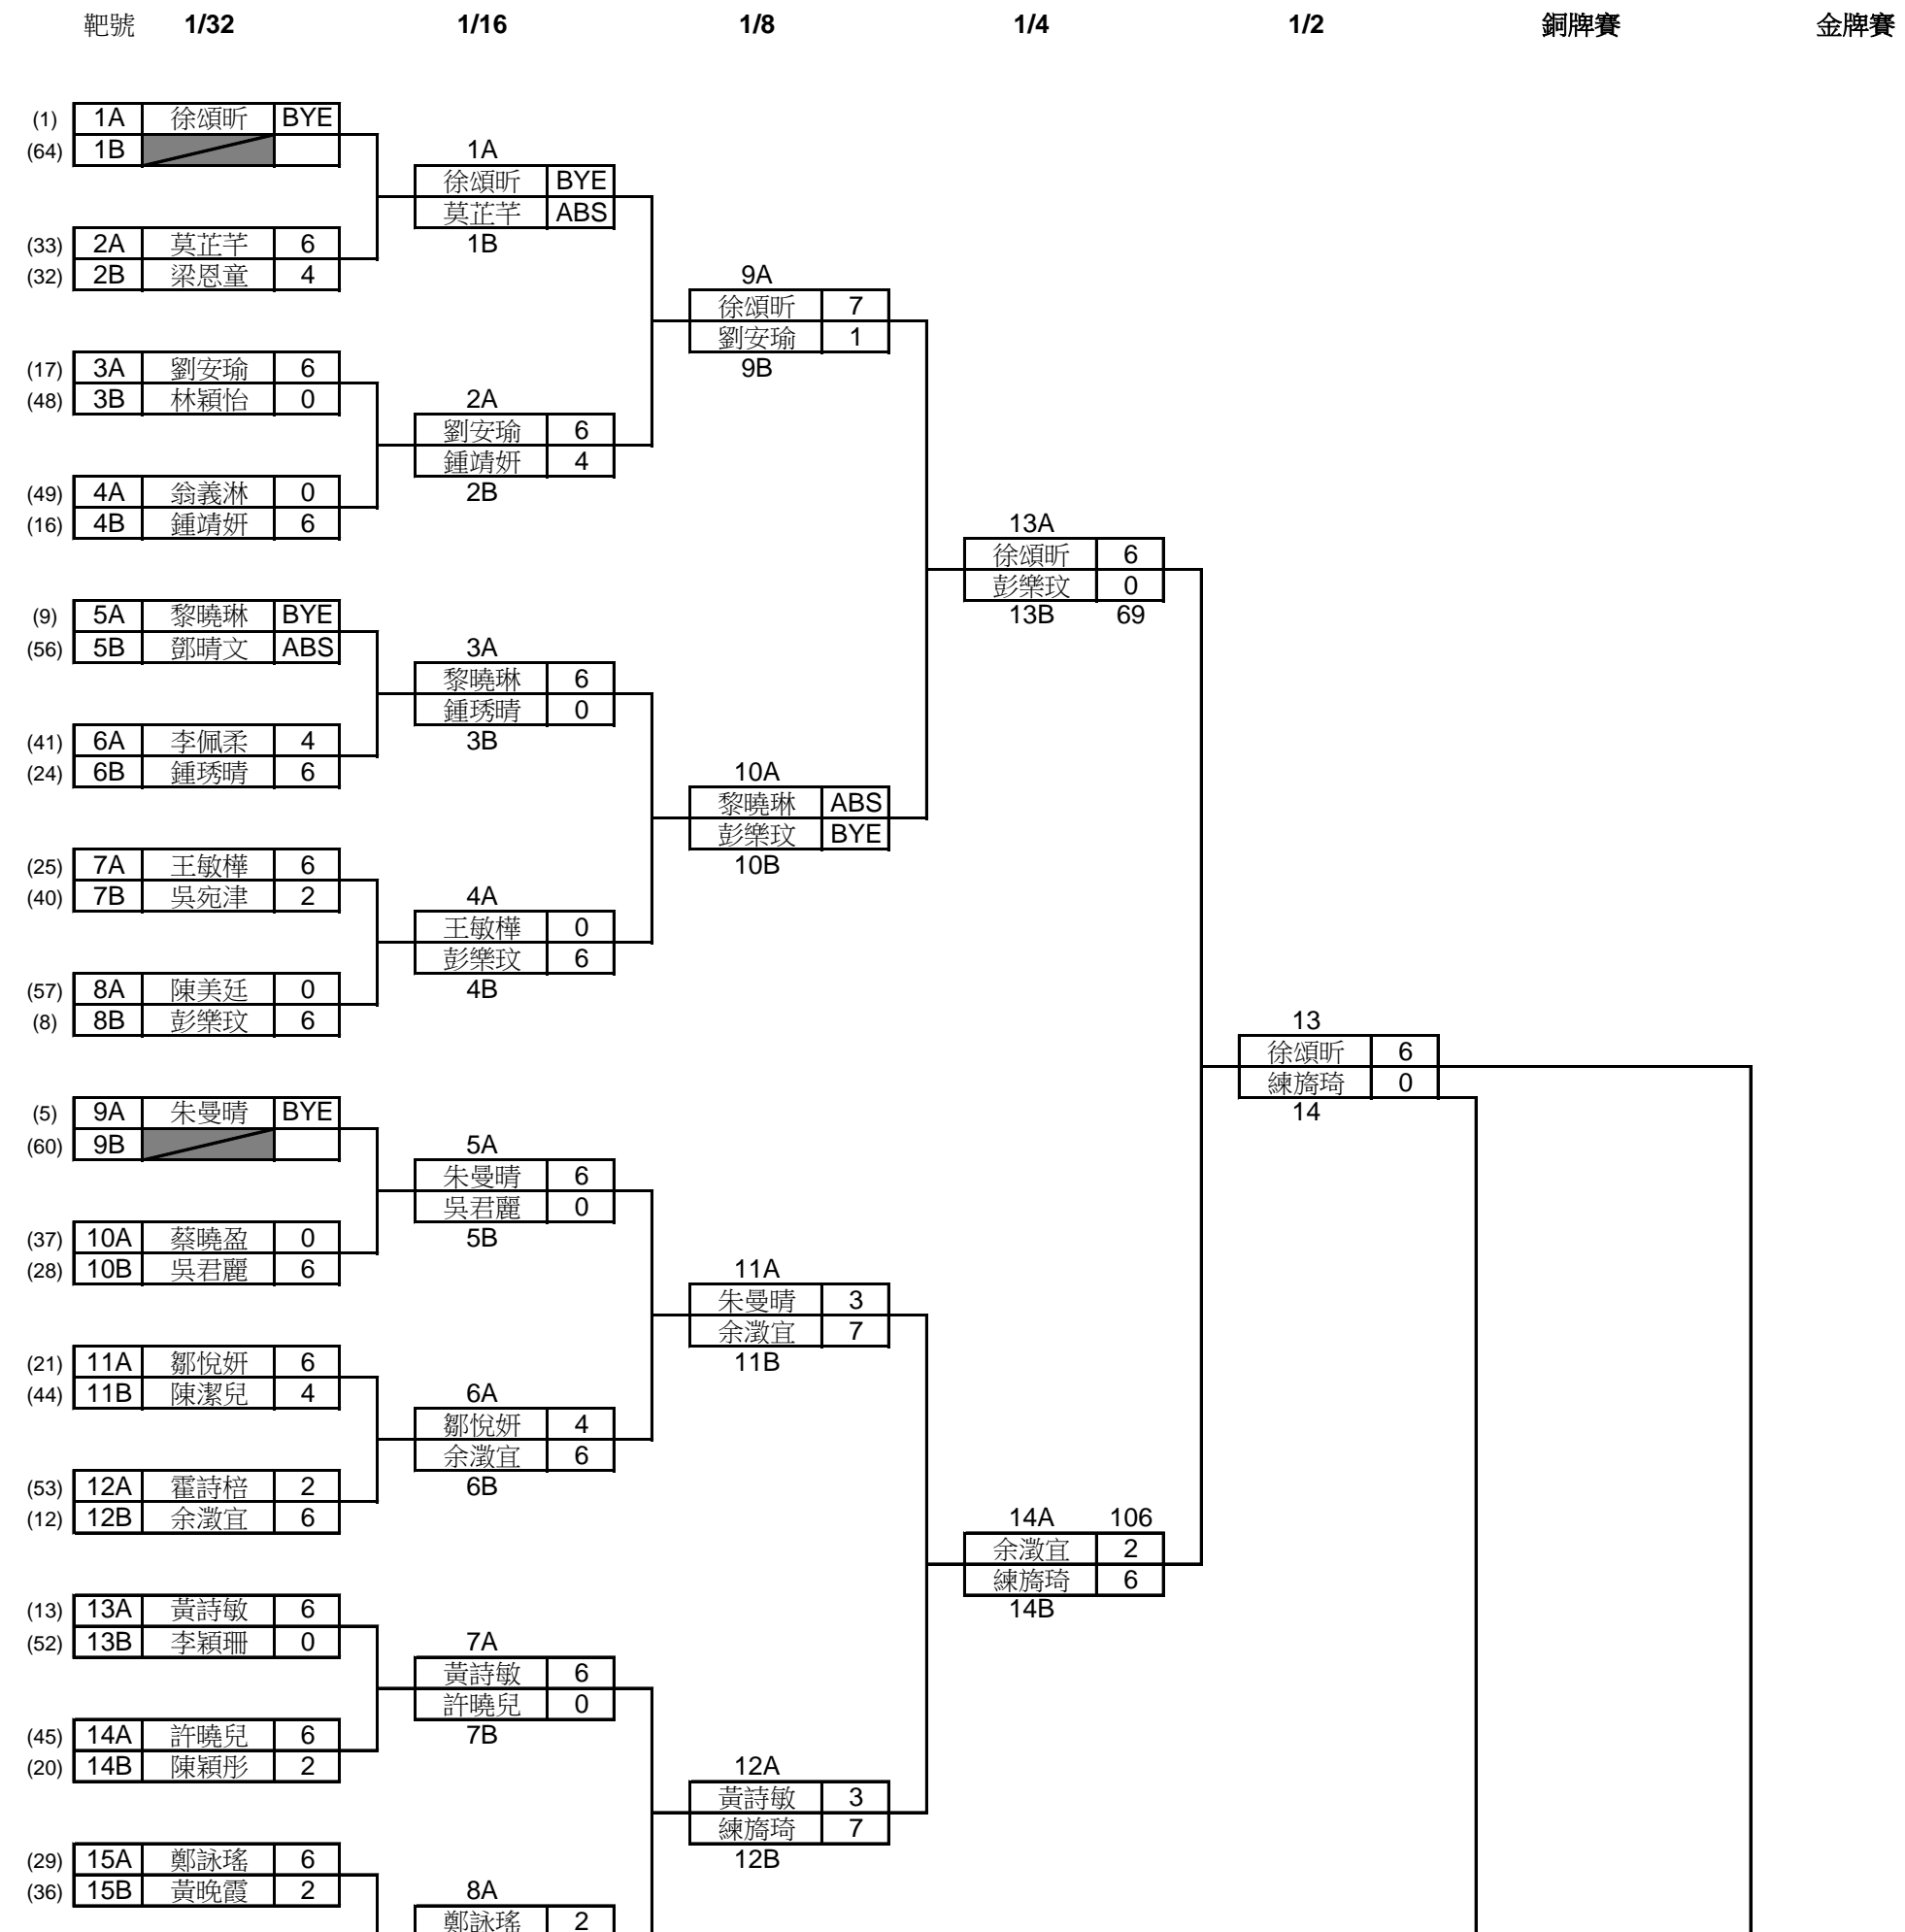 靶號 1/32 1/16 1/8 1/4 1/2 銅牌賽 金牌賽
(1) 1A 徐頌昕 BYE
(64) 1B
1A
徐頌昕 BYE
莫芷芊 ABS
1B
(33) 2A 莫芷芊 6
(32) 2B 梁恩童 4
9A
徐頌昕 7
劉安瑜 1
9B
(17) 3A 劉安瑜 6
(48) 3B 林穎怡 0
2A
劉安瑜 6
鍾靖妍 4
2B
(49) 4A 翁義淋 0
(16) 4B 鍾靖妍 6
13A
徐頌昕 6
彭樂玟 0
13B 69
(9) 5A 黎曉琳 BYE
(56) 5B 鄧晴文 ABS
3A
黎曉琳 6
鍾琇晴 0
3B
(41) 6A 李佩柔 4
(24) 6B 鍾琇晴 6
10A
黎曉琳 ABS
彭樂玟 BYE
10B
(25) 7A 王敏樺 6
(40) 7B 吳宛津 2
4A
王敏樺 0
彭樂玟 6
4B
(57) 8A 陳美廷 0
(8) 8B 彭樂玟 6
13
徐頌昕 6
練旖琦 0
14
(5) 9A 朱曼晴 BYE
(60) 9B
5A
朱曼晴 6
吳君麗 0
5B
(37) 10A 蔡曉盈 0
(28) 10B 吳君麗 6
11A
朱曼晴 3
余澂宜 7
11B
(21) 11A 鄒悅妍 6
(44) 11B 陳潔兒 4
6A
鄒悅妍 4
余澂宜 6
6B
(53) 12A 霍詩棓 2
(12) 12B 余澂宜 6
14A 106
余澂宜 2
練旖琦 6
14B
(13) 13A 黃詩敏 6
(52) 13B 李穎珊 0
7A
黃詩敏 6
許曉兒 0
7B
(45) 14A 許曉兒 6
(20) 14B 陳穎彤 2
12A
黃詩敏 3
練旖琦 7
12B
(29) 15A 鄭詠瑤 6
(36) 15B 黃晚霞 2
8A
鄭詠瑤 2